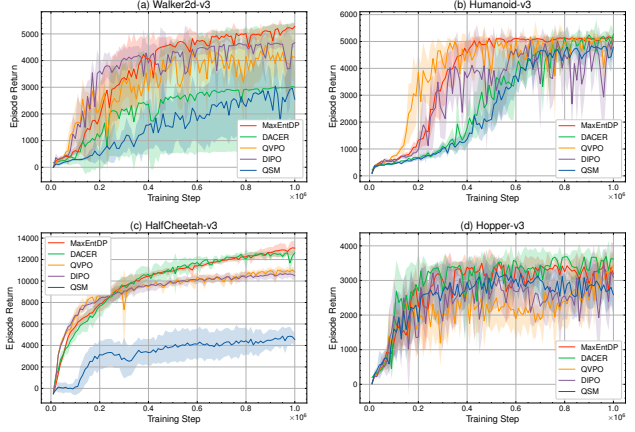 (a) Walker2d-v3
Episode Return
5000
4000
3000
2000
1000
0
0.0
0.2
0.4
0.6
0.8
1.0
×10⁶
Training Step
MaxEntDP
DACER
QVPO
DIPO
QSM
(b) Humanoid-v3
Episode Return
6000
5000
4000
3000
2000
1000
0
0.0
0.2
0.4
0.6
0.8
1.0
×10⁶
Training Step
MaxEntDP
DACER
QVPO
DIPO
QSM
(c) HalfCheetah-v3
Episode Return
14000
12000
10000
8000
6000
4000
2000
0
0.0
0.2
0.4
0.6
0.8
1.0
×10⁶
Training Step
MaxEntDP
DACER
QVPO
DIPO
QSM
(d) Hopper-v3
Episode Return
4000
3000
2000
1000
0
0.0
0.2
0.4
0.6
0.8
1.0
×10⁶
Training Step
MaxEntDP
DACER
QVPO
DIPO
QSM